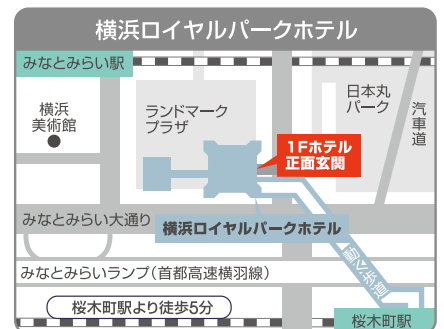 横浜ロイヤルパークホテル
みなとみらい駅
横浜
美術館
ランドマーク
プラザ
日本丸
パーク
汽車道
1Fホテル
正面玄関
みなとみらい大通り
横浜ロイヤルパークホテル
動く歩道
みなとみらいランプ(首都高速横羽線)
桜木町駅より徒歩5分
桜木町駅